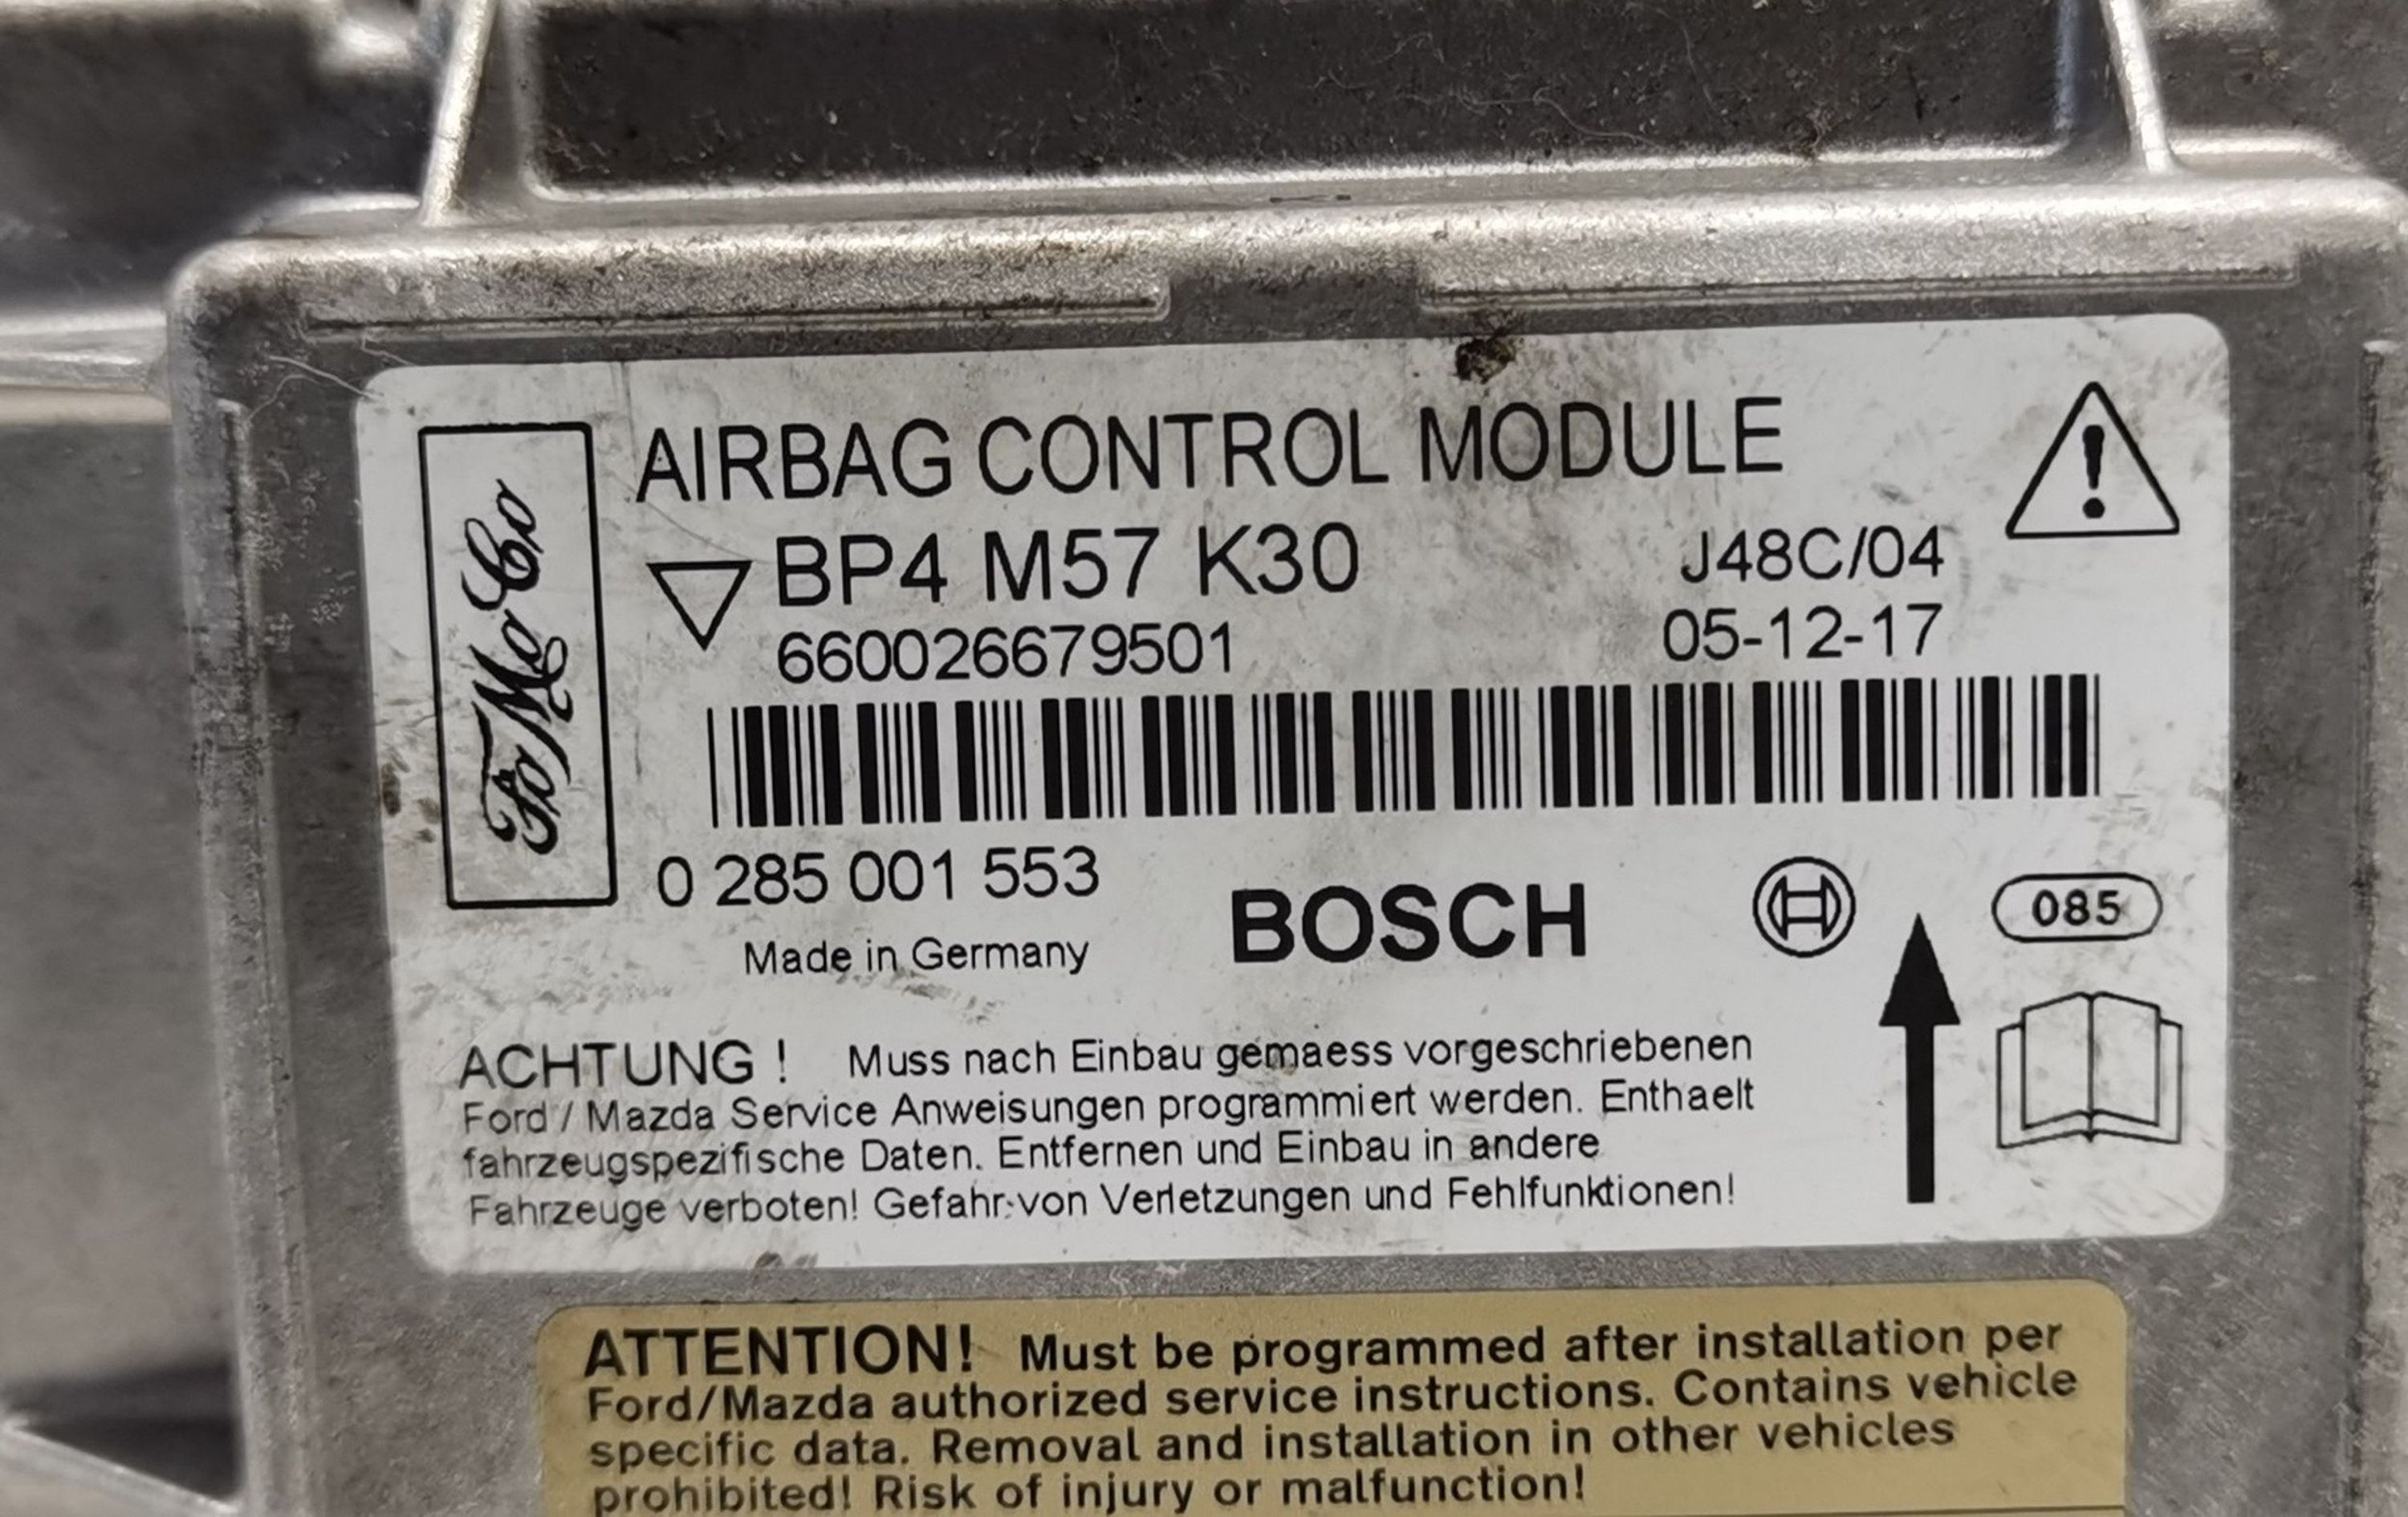 FoMoCo
AIRBAG CONTROL MODULE
BP4 M57 K30
J48C/04
660026679501
05-12-17
0 285 001 553
BOSCH
085
Made in Germany
ACHTUNG ! Muss nach Einbau gemaess vorgeschriebenen
Ford / Mazda Service Anweisungen programmiert werden. Enthaelt
fahrzeugspezifische Daten. Entfernen und Einbau in andere
Fahrzeuge verboten! Gefahr von Verletzungen und Fehlfunktionen!
ATTENTION! Must be programmed after installation per
Ford/Mazda authorized service instructions. Contains vehicle
specific data. Removal and installation in other vehicles
prohibited! Risk of injury or malfunction!